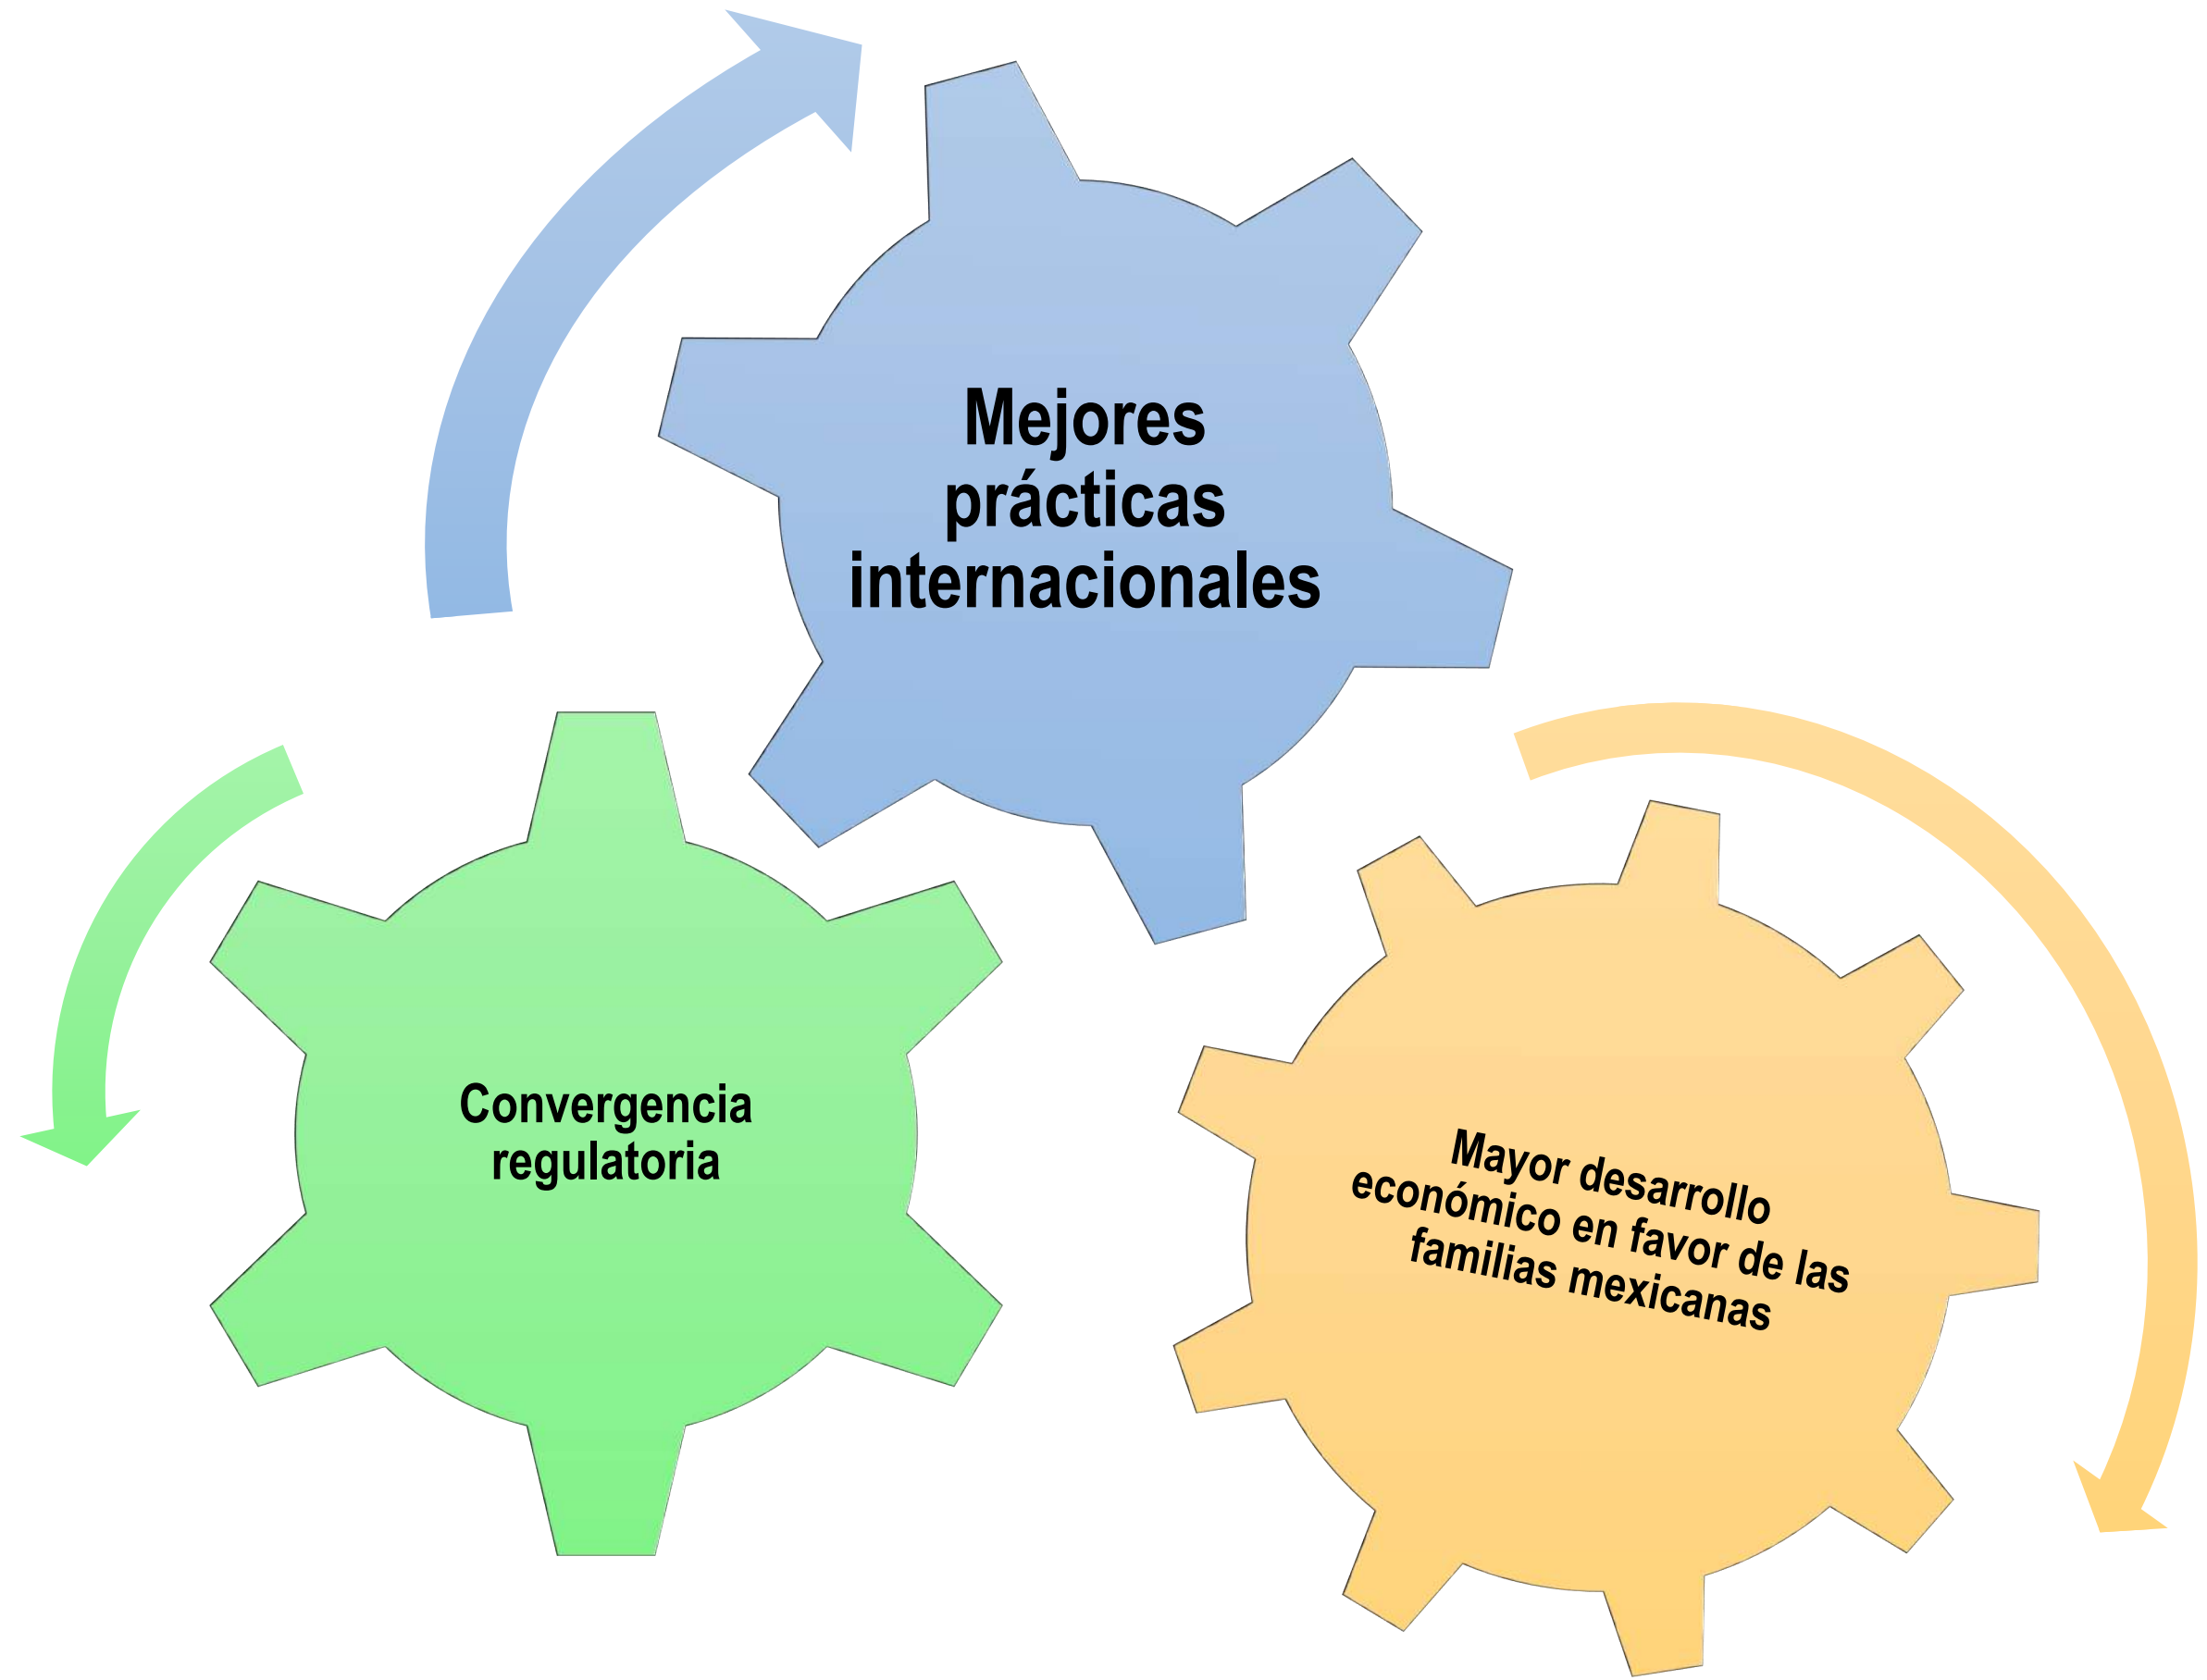 Mejores
prácticas
internacionales
Convergencia
regulatoria
Mayor desarrollo
económico en favor de las
familias mexicanas